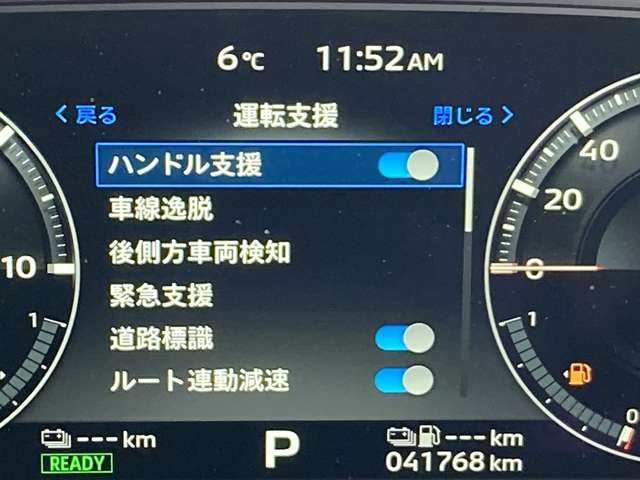 6℃ 11:52AM
< 戻る 運転支援 閉じる >
ハンドル支援
車線逸脱
後側方車両検知
緊急支援
道路標識
ルート連動減速
10
1
40
20
0
1
0
--- km P --- km
READY 041768 km